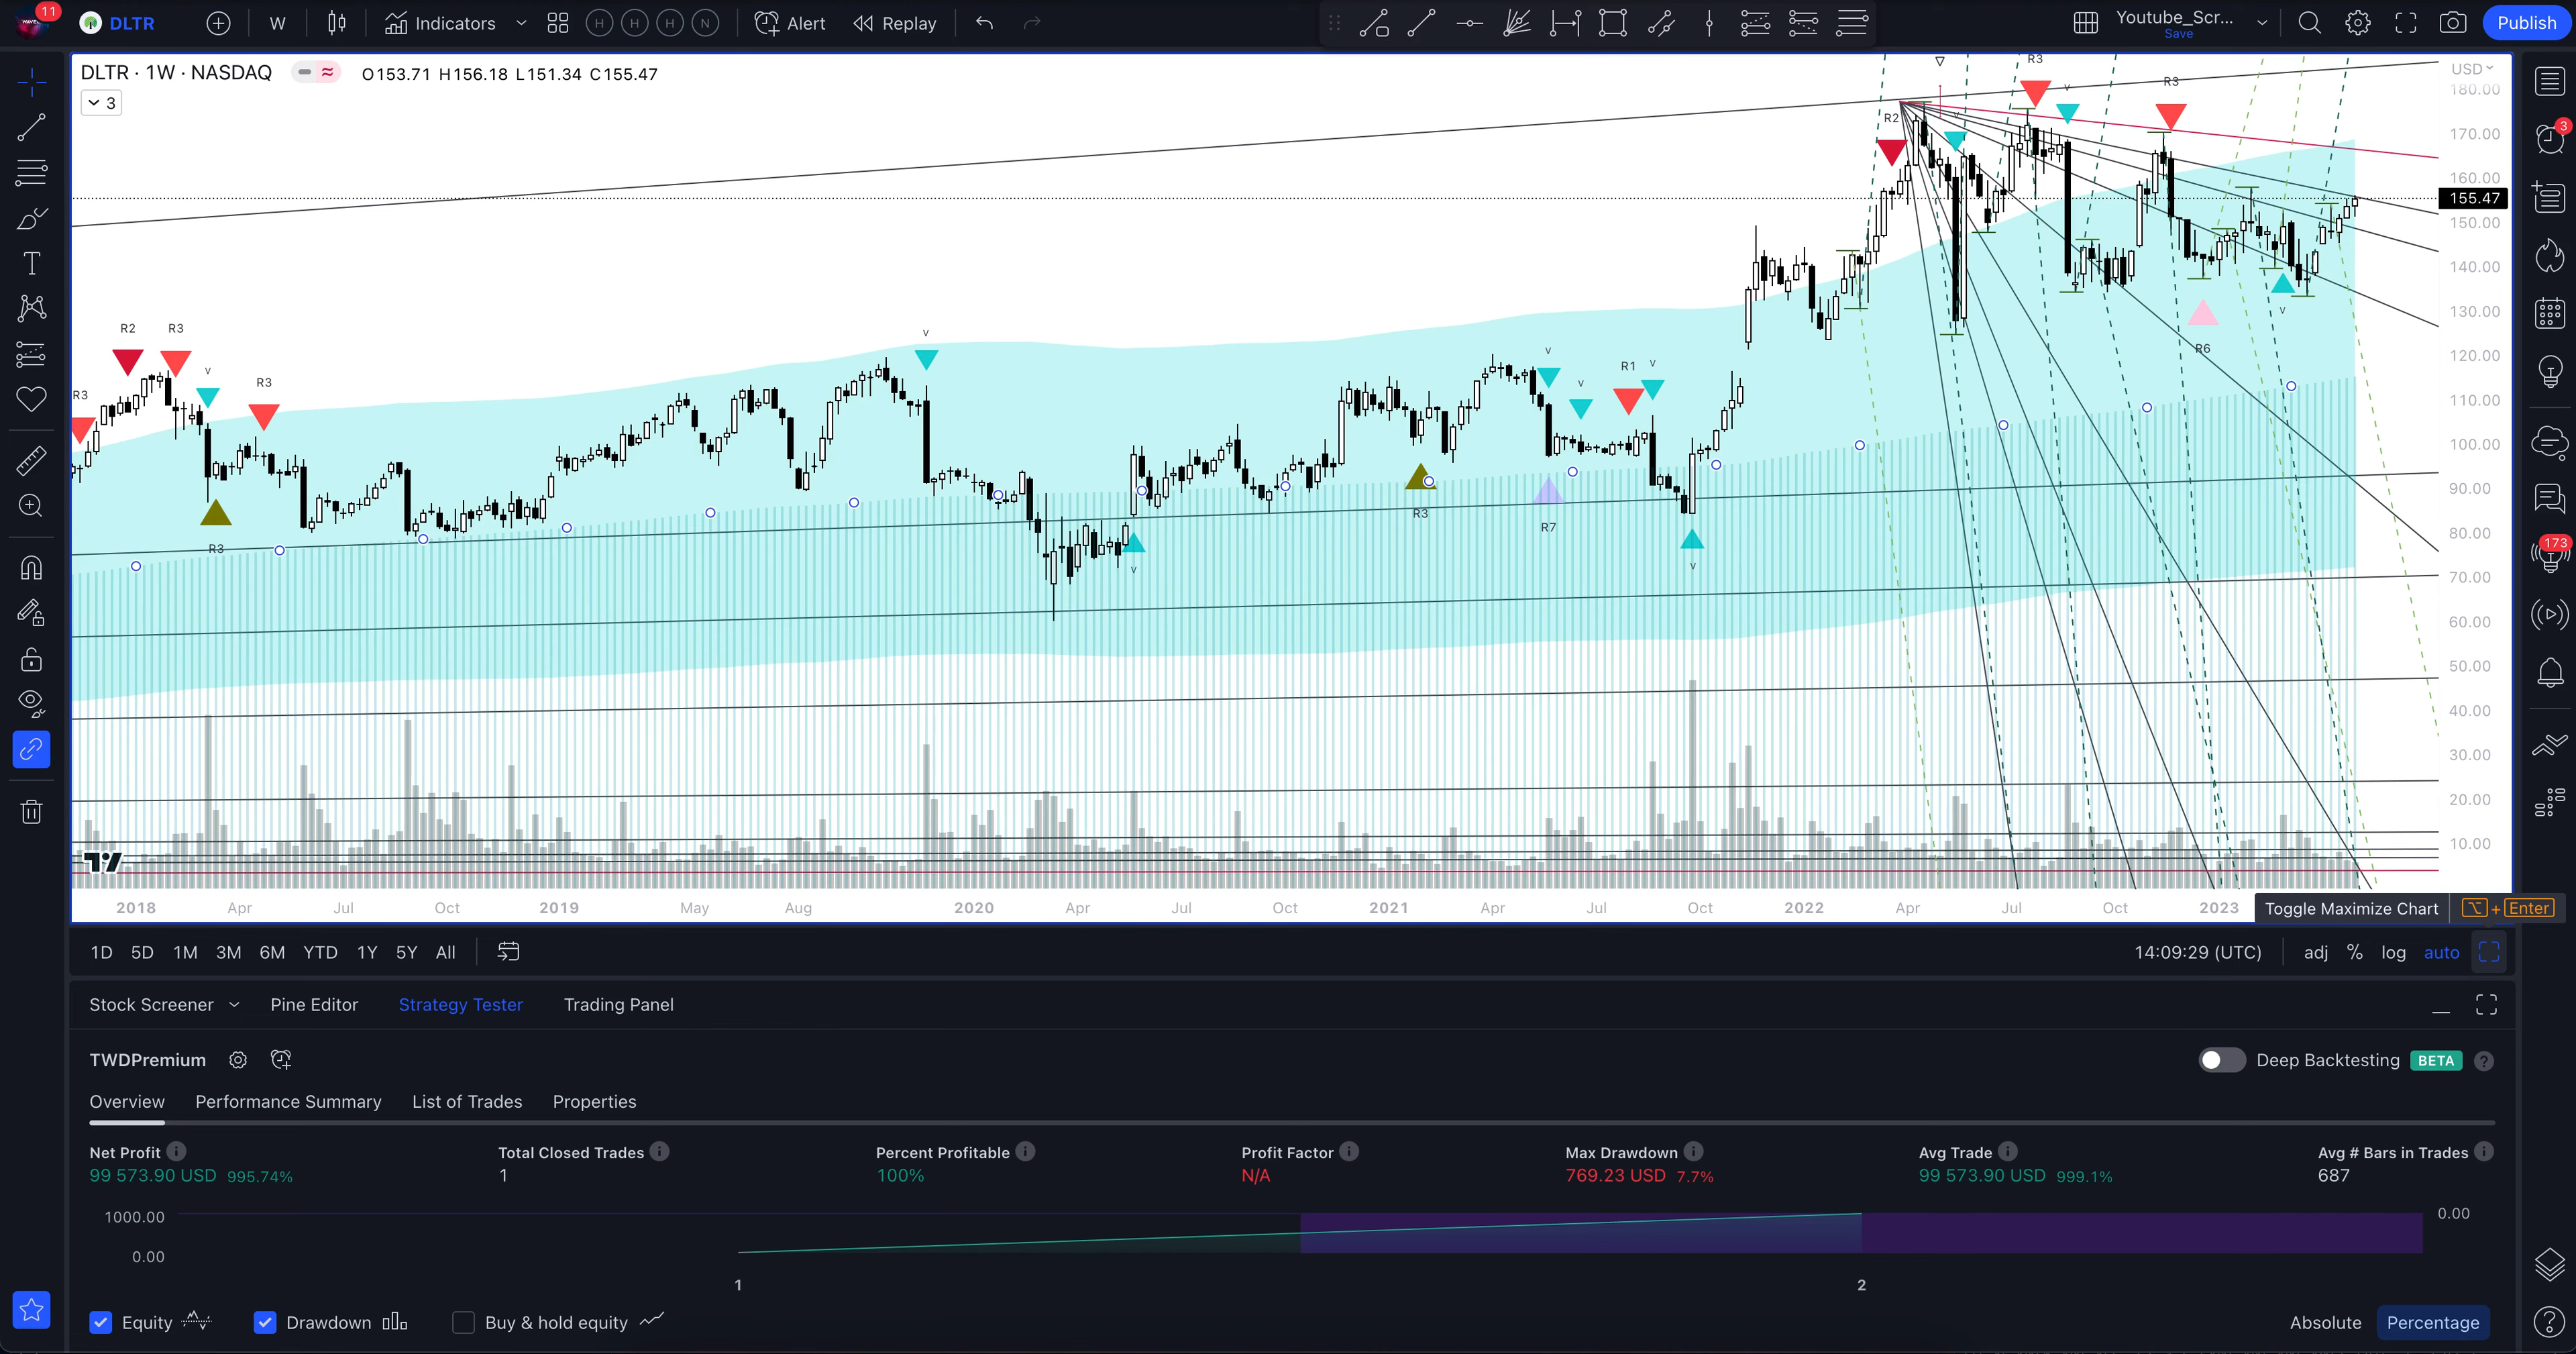 11 DLTR W Indicators H H H N Alert Replay Youtube_Scr... Save Publish
DLTR · 1W · NASDAQ O153.71 H156.18 L151.34 C155.47
3
USD
180.00
170.00
160.00
155.47
150.00
140.00
130.00
120.00
110.00
100.00
90.00
80.00
70.00
60.00
50.00
40.00
30.00
20.00
10.00
R3
R2
R3
v
R3
R3
v
v
R3
v
R7
v
R1
v
v
R2
v
R3
v
R3
R6
v
3
173
2018 Apr Jul Oct 2019 May Aug 2020 Apr Jul Oct 2021 Apr Jul Oct 2022 Apr Jul Oct 2023
Toggle Maximize Chart ⌥ + Enter
1D 5D 1M 3M 6M YTD 1Y 5Y All 14:09:29 (UTC) adj % log auto
Stock Screener Pine Editor Strategy Tester Trading Panel
TWDPremium Deep Backtesting BETA ?
Overview Performance Summary List of Trades Properties
Net Profit Total Closed Trades Percent Profitable Profit Factor Max Drawdown Avg Trade Avg # Bars in Trades
99 573.90 USD 995.74% 1 100% N/A 769.23 USD 7.7% 99 573.90 USD 999.1% 687
1000.00 0.00
0.00
1 2
Equity Drawdown Buy & hold equity Absolute Percentage